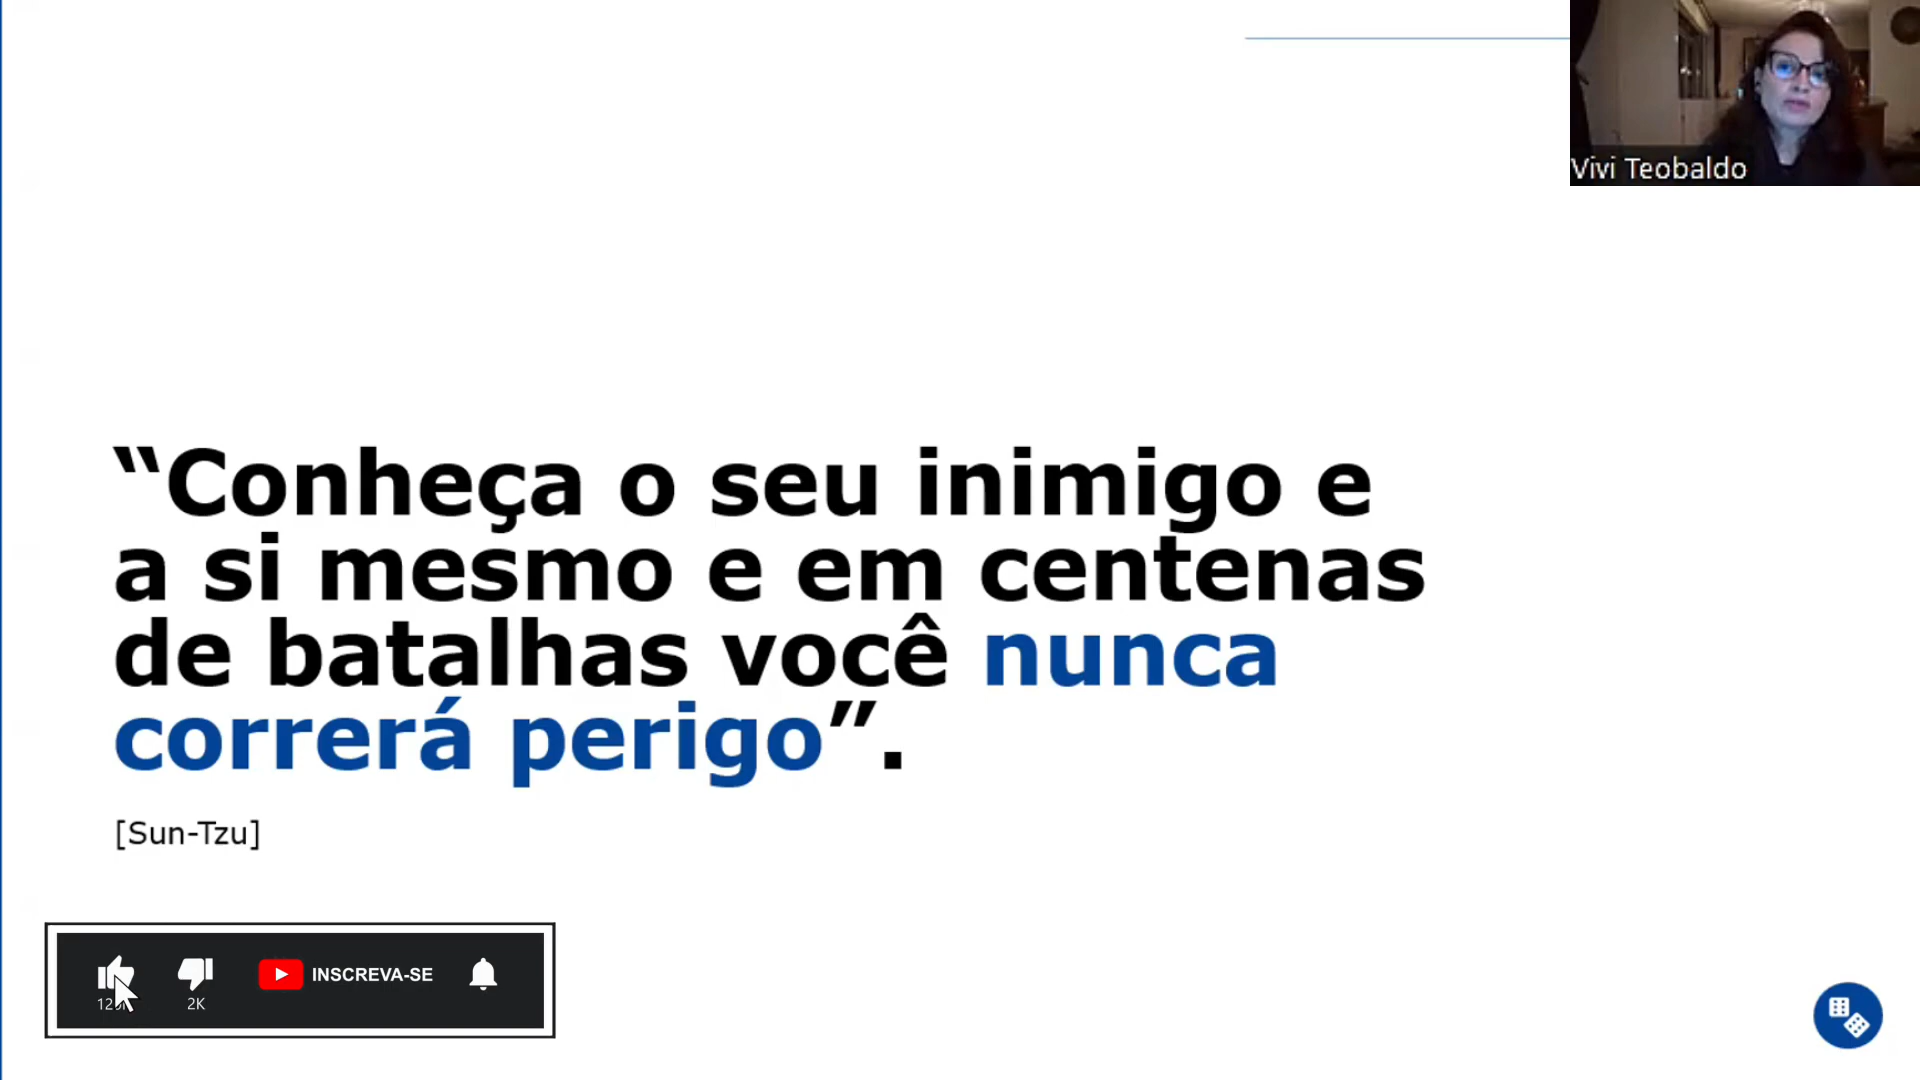 Vivi Teobaldo
“Conheça o seu inimigo e
a si mesmo e em centenas
de batalhas você nunca
correrá perigo”.
[Sun-Tzu]
INSCREVA-SE
2K